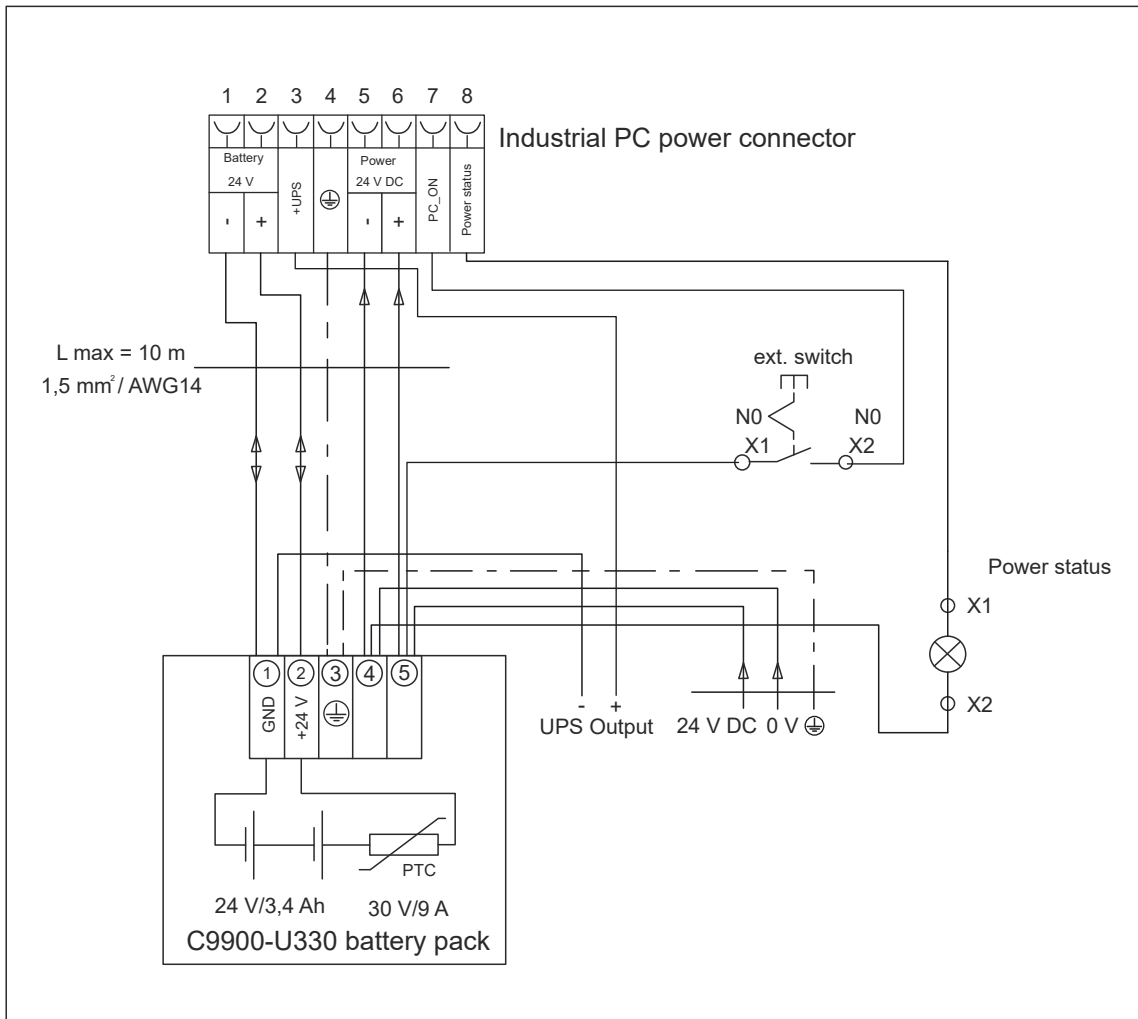 1 2 3 4 5 6 7 8
Industrial PC power connector
Battery
24 V
- +
+UPS
Power
24 V DC
- +
PC_ON
Power status
L max = 10 m
1,5 mm² / AWG14
ext. switch
N0 N0
X1 X2
Power status
X1
X2
1 2 3 4 5
GND
+24 V
- +
UPS Output
24 V DC 0 V
PTC
24 V/3,4 Ah
30 V/9 A
C9900-U330 battery pack